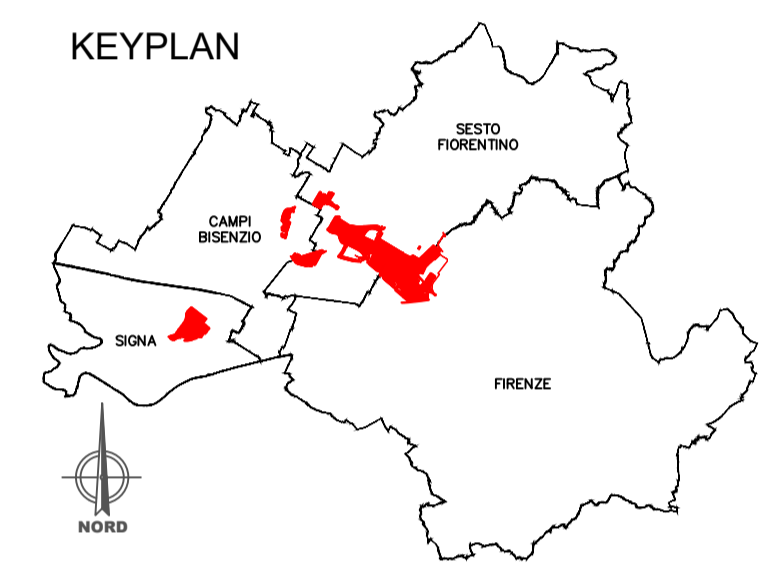 KEYPLAN
SESTO
FIORENTINO
CAMPI
BISENZIO
SIGNA
FIRENZE
NORD